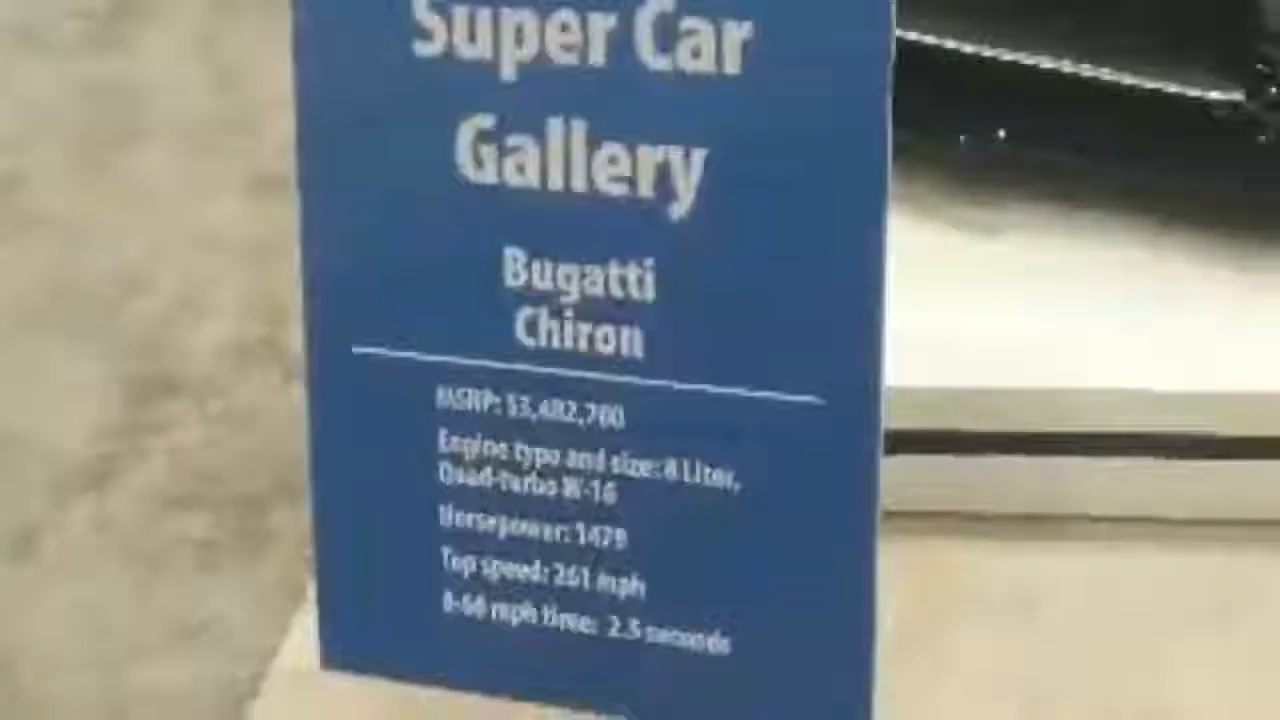 Super Car
Gallery
Bugatti
Chiron
MSRP: $3,482,760
Engine type and size: 8 Liter,
Quad-turbo W-16
Horsepower: 1479
Top speed: 261 mph
0-60 mph time: 2.5 seconds